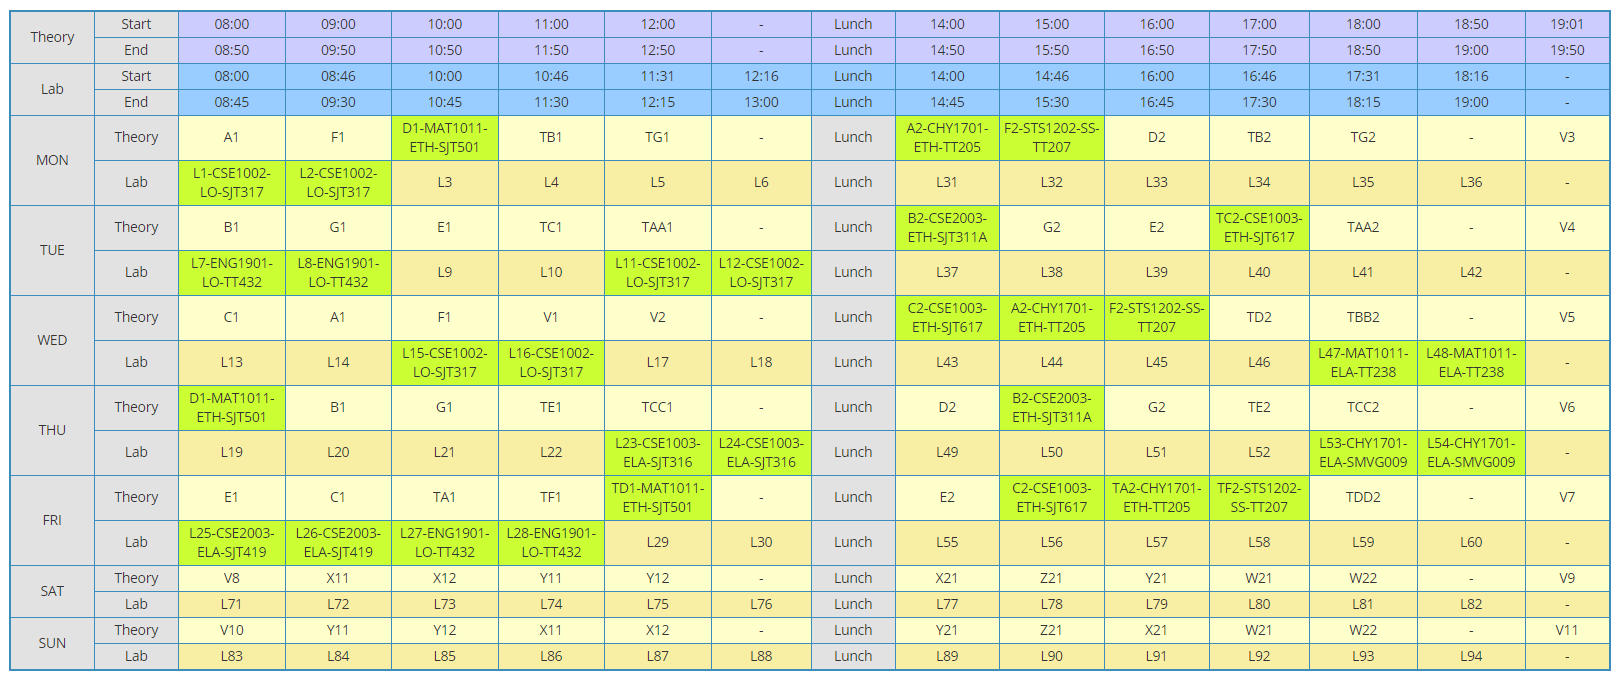 Theory Start 08:00 09:00 10:00 11:00 12:00 - Lunch 14:00 15:00 16:00 17:00 18:00 18:50 19:01
End 08:50 09:50 10:50 11:50 12:50 - Lunch 14:50 15:50 16:50 17:50 18:50 19:00 19:50
Lab Start 08:00 08:46 10:00 10:46 11:31 12:16 Lunch 14:00 14:46 16:00 16:46 17:31 18:16 -
End 08:45 09:30 10:45 11:30 12:15 13:00 Lunch 14:45 15:30 16:45 17:30 18:15 19:00 -
MON Theory A1 F1 D1-MAT1011-ETH-SJT501 TB1 TG1 - Lunch A2-CHY1701-ETH-TT205 F2-STS1202-SS-TT207 D2 TB2 TG2 - V3
Lab L1-CSE1002-LO-SJT317 L2-CSE1002-LO-SJT317 L3 L4 L5 L6 Lunch L31 L32 L33 L34 L35 L36 -
TUE Theory B1 G1 E1 TC1 TAA1 - Lunch B2-CSE2003-ETH-SJT311A G2 E2 TC2-CSE1003-ETH-SJT617 TAA2 - V4
Lab L7-ENG1901-LO-TT432 L8-ENG1901-LO-TT432 L9 L10 L11-CSE1002-LO-SJT317 L12-CSE1002-LO-SJT317 Lunch L37 L38 L39 L40 L41 L42 -
WED Theory C1 A1 F1 V1 V2 - Lunch C2-CSE1003-ETH-SJT617 A2-CHY1701-ETH-TT205 F2-STS1202-SS-TT207 TD2 TBB2 - V5
Lab L13 L14 L15-CSE1002-LO-SJT317 L16-CSE1002-LO-SJT317 L17 L18 Lunch L43 L44 L45 L46 L47-MAT1011-ELA-TT238 L48-MAT1011-ELA-TT238 -
THU Theory D1-MAT1011-ETH-SJT501 B1 G1 TE1 TCC1 - Lunch D2 B2-CSE2003-ETH-SJT311A G2 TE2 TCC2 - V6
Lab L19 L20 L21 L22 L23-CSE1003-ELA-SJT316 L24-CSE1003-ELA-SJT316 Lunch L49 L50 L51 L52 L53-CHY1701-ELA-SMVG009 L54-CHY1701-ELA-SMVG009 -
FRI Theory E1 C1 TA1 TF1 TD1-MAT1011-ETH-SJT501 - Lunch E2 C2-CSE1003-ETH-SJT617 TA2-CHY1701-ETH-TT205 TF2-STS1202-SS-TT207 TDD2 - V7
Lab L25-CSE2003-ELA-SJT419 L26-CSE2003-ELA-SJT419 L27-ENG1901-LO-TT432 L28-ENG1901-LO-TT432 L29 L30 Lunch L55 L56 L57 L58 L59 L60 -
SAT Theory V8 X11 X12 Y11 Y12 - Lunch X21 Z21 Y21 W21 W22 - V9
Lab L71 L72 L73 L74 L75 L76 Lunch L77 L78 L79 L80 L81 L82 -
SUN Theory V10 Y11 Y12 X11 X12 - Lunch Y21 Z21 X21 W21 W22 - V11
Lab L83 L84 L85 L86 L87 L88 Lunch L89 L90 L91 L92 L93 L94 -